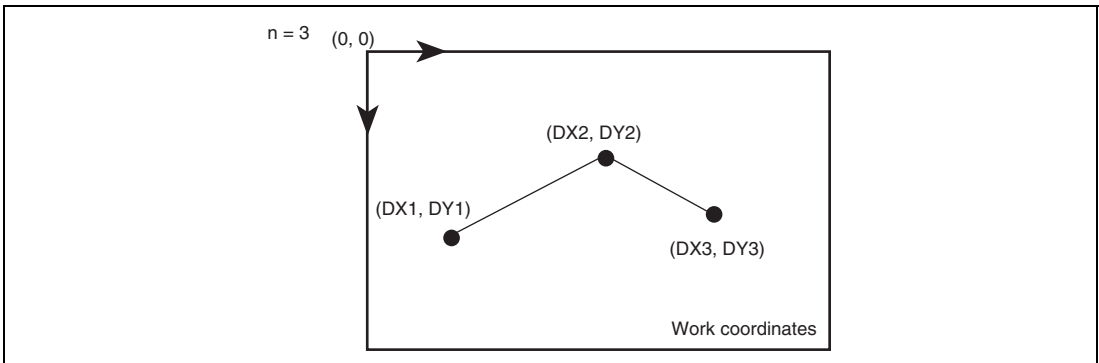 n = 3
(0, 0)
(DX2, DY2)
(DX1, DY1)
(DX3, DY3)
Work coordinates